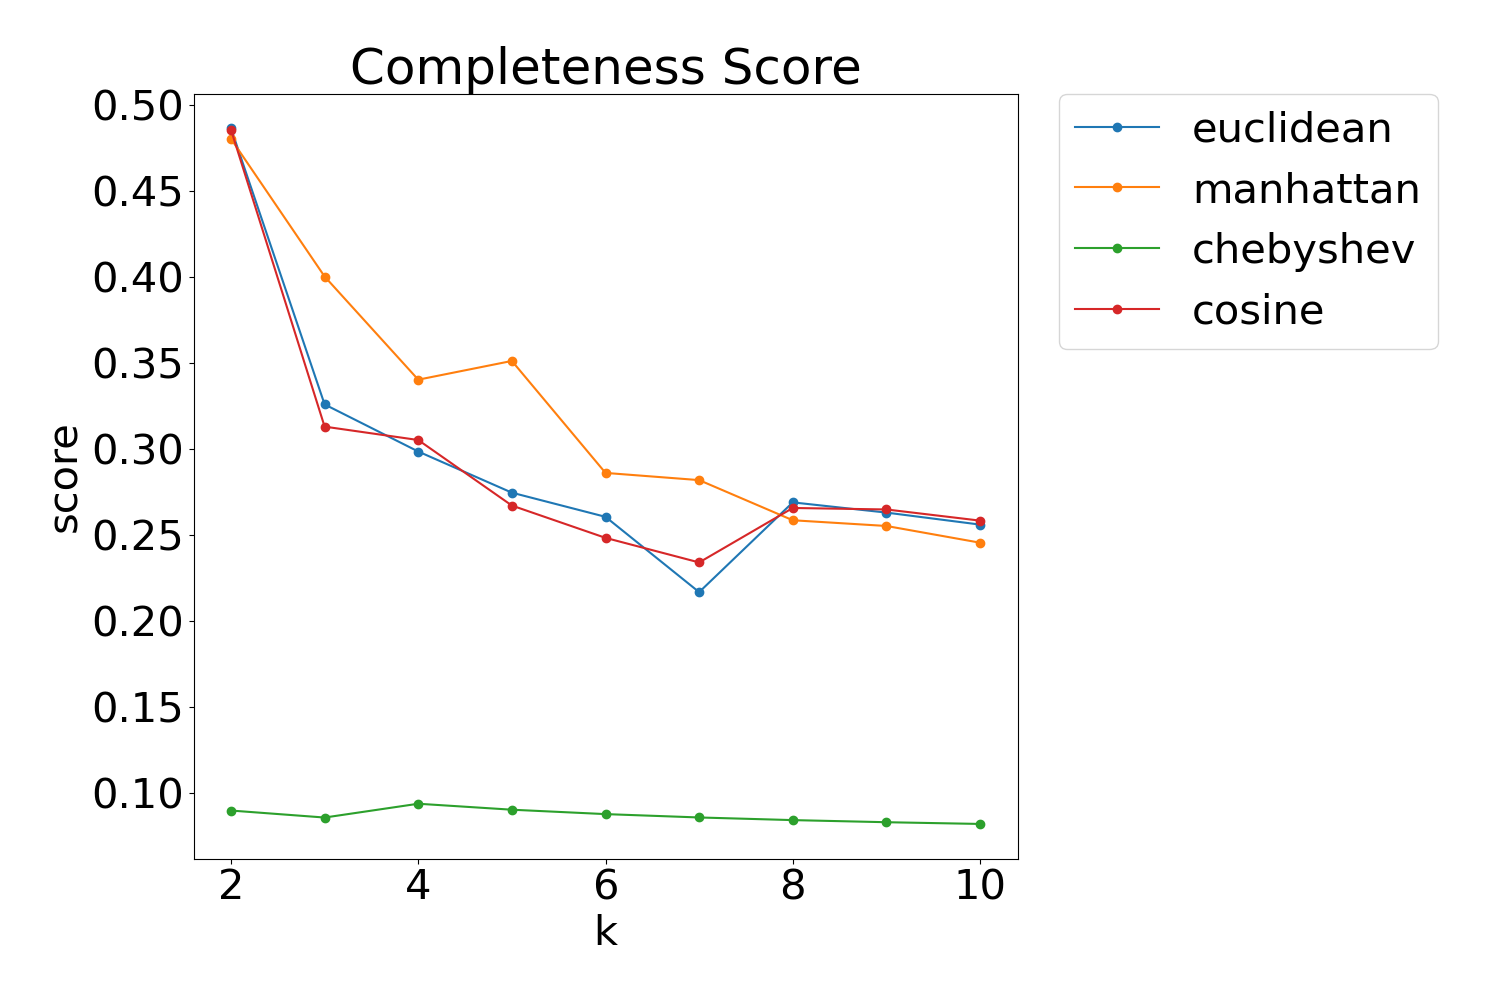 Completeness Score
0.50
0.45
0.40
0.35
0.30
0.25
0.20
0.15
0.10
score
2 4 6 8 10
k
euclidean
manhattan
chebyshev
cosine